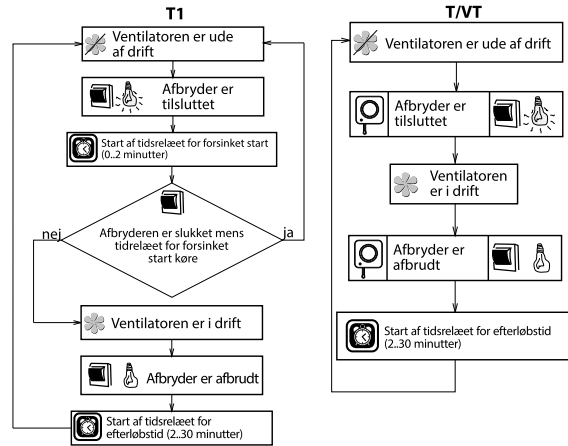 T1
Ventilatoren er ude
af drift
Afbryder er
tilsluttet
Start af tidsrelæet for forsinket start
(0..2 minutter)
nej
ja
Afbryderen er slukket mens
tidrelæet for forsinket
start køre
Ventilatoren er i drift
Afbryder er afbrudt
Start af tidsrelæet for
efterløbstid (2..30 minutter)
T/VT
Ventilatoren er ude af drift
Afbryder er
tilsluttet
Ventilatoren
er i drift
Afbryder er
afbrudt
Start af tidsrelæet for efterløbstid
(2..30 minutter)